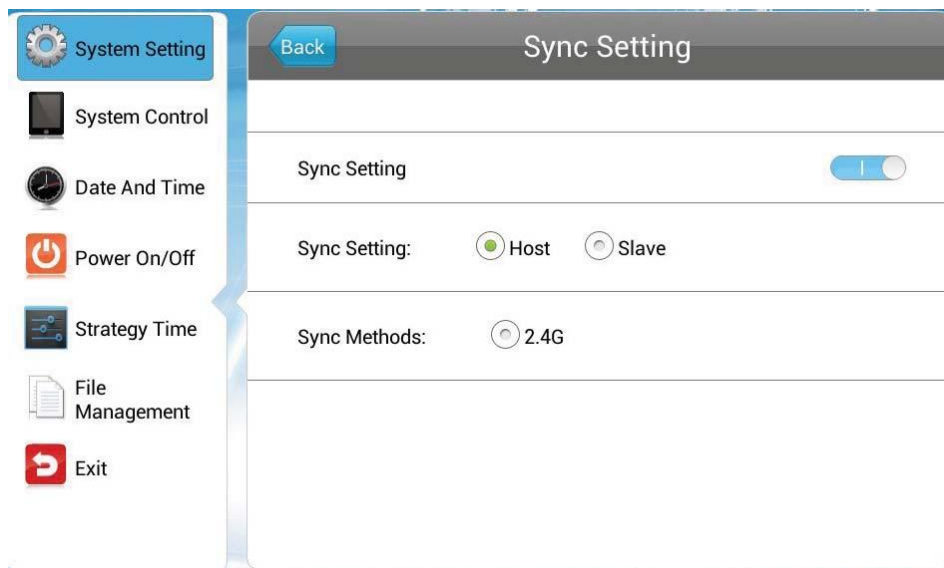 System Setting
System Control
Date And Time
Power On/Off
Strategy Time
File
Management
Exit
Back
Sync Setting
Sync Setting
Sync Setting: Host Slave
Sync Methods: 2.4G